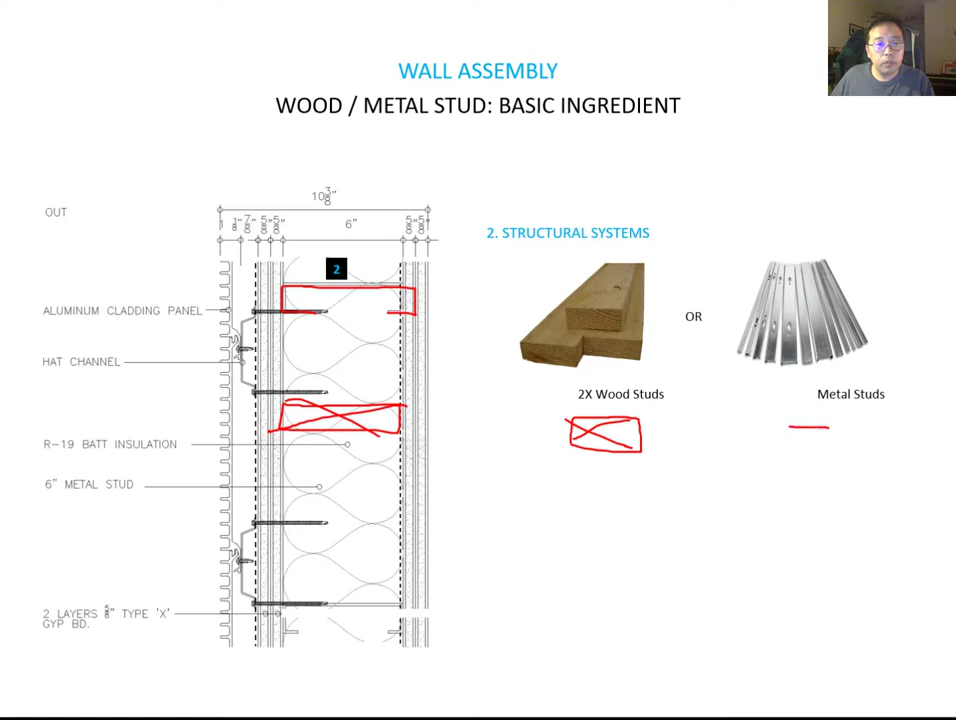 WALL ASSEMBLY
WOOD / METAL STUD: BASIC INGREDIENT
10 3/8"
OUT
1 1/8" 7/8" 5/8" 5/8" 6" 5/8" 5/8"
2. STRUCTURAL SYSTEMS
2
ALUMINUM CLADDING PANEL
OR
HAT CHANNEL
2X Wood Studs
Metal Studs
R-19 BATT INSULATION
6" METAL STUD
2 LAYERS 5/8" TYPE 'X'
GYP BD.